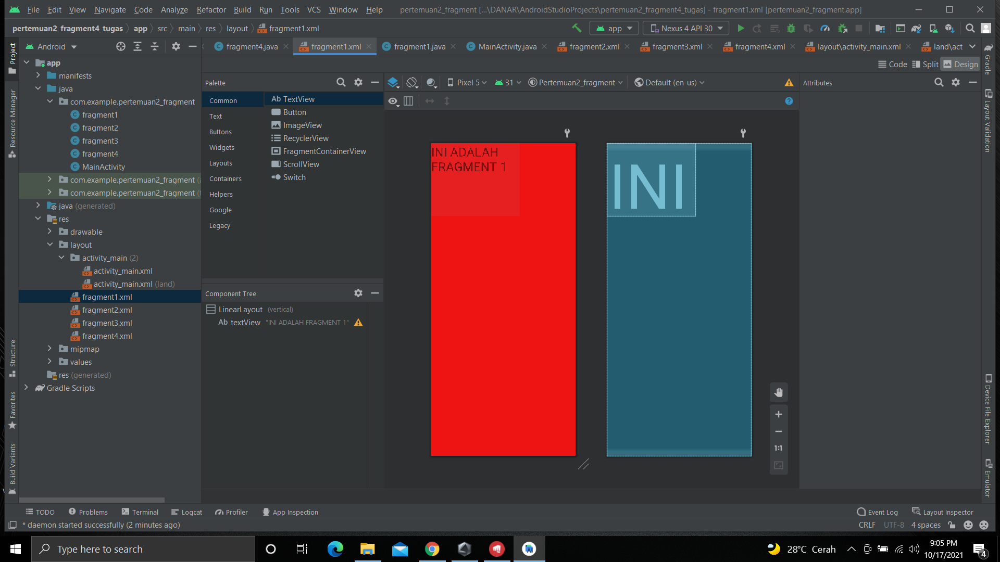 File Edit View Navigate Code Analyze Refactor Build Run Tools VCS Window Help pertemuan2_fragment [...\DANAR\AndroidStudioProjects\pertemuan2_fragment4_tugas] - fragment1.xml [pertemuan2_fragment.app]
pertemuan2_fragment4_tugas app src main res layout fragment1.xml app Nexus 4 API 30
Android fragment4.java fragment1.xml fragment1.java MainActivity.java fragment2.xml fragment3.xml fragment4.xml layout\activity_main.xml land\act
Code Split Design
Project
Resource Manager
Structure
Favorites
Build Variants
app
manifests
java
com.example.pertemuan2_fragment
fragment1
fragment2
fragment3
fragment4
MainActivity
com.example.pertemuan2_fragment
com.example.pertemuan2_fragment
java (generated)
res
drawable
layout
activity_main (2)
activity_main.xml
activity_main.xml (land)
fragment1.xml
fragment2.xml
fragment3.xml
fragment4.xml
mipmap
values
res (generated)
Gradle Scripts
Palette
Common
Text
Buttons
Widgets
Layouts
Containers
Helpers
Google
Legacy
Ab TextView
Button
ImageView
RecyclerView
FragmentContainerView
ScrollView
Switch
Component Tree
LinearLayout (vertical)
Ab textView "INI ADALAH FRAGMENT 1"
Pixel 5 31 Pertemuan2_fragment Default (en-us)
INI ADALAH
FRAGMENT 1
INI
1:1
Attributes
Gradle
Layout Validation
Device File Explorer
Emulator
TODO Problems Terminal Logcat Profiler App Inspection Event Log Layout Inspector
* daemon started successfully (2 minutes ago) CRLF UTF-8 4 spaces
Type here to search 28°C Cerah 9:05 PM
10/17/2021 4